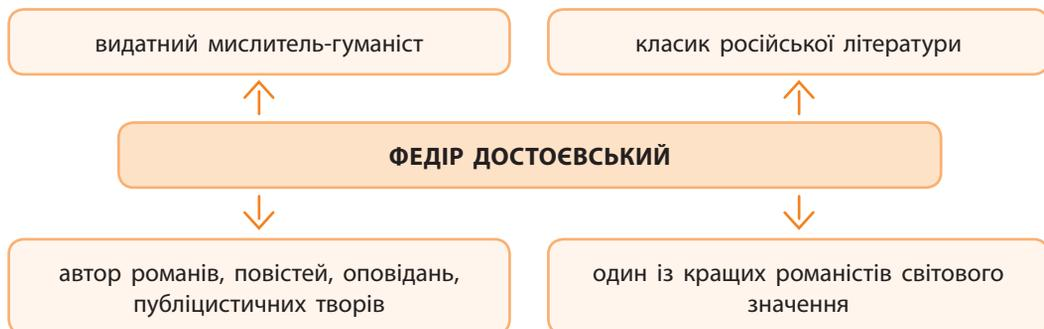 видатний мислитель-гуманіст
класик російської літератури
ФЕДІР ДОСТОЄВСЬКИЙ
автор романів, повістей, оповідань,
публіцистичних творів
один із кращих романістів світового
значення